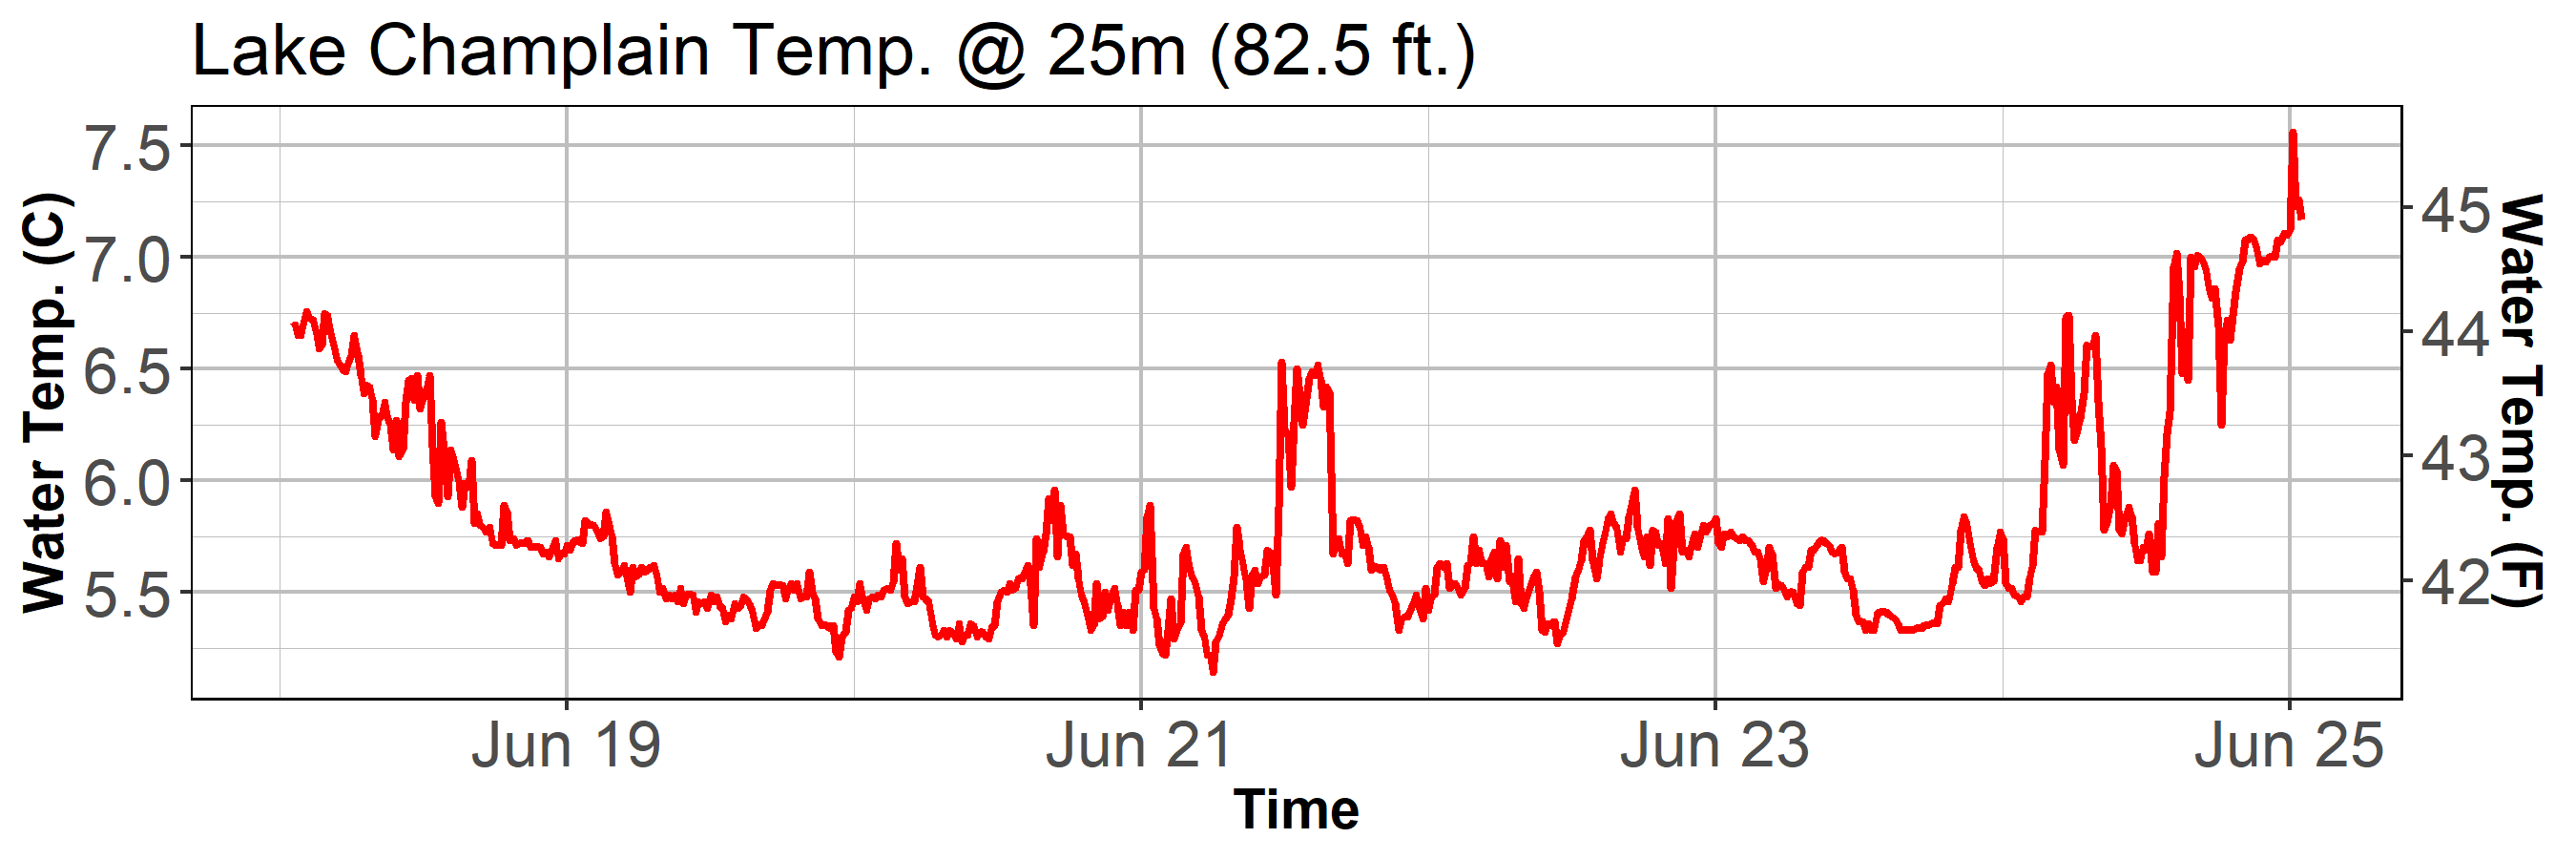 Lake Champlain Temp. @ 25m (82.5 ft.)
Water Temp. (C)
7.5
7.0
6.5
6.0
5.5
45
44
43
42
Water Temp. (F)
Jun 19
Jun 21
Jun 23
Jun 25
Time